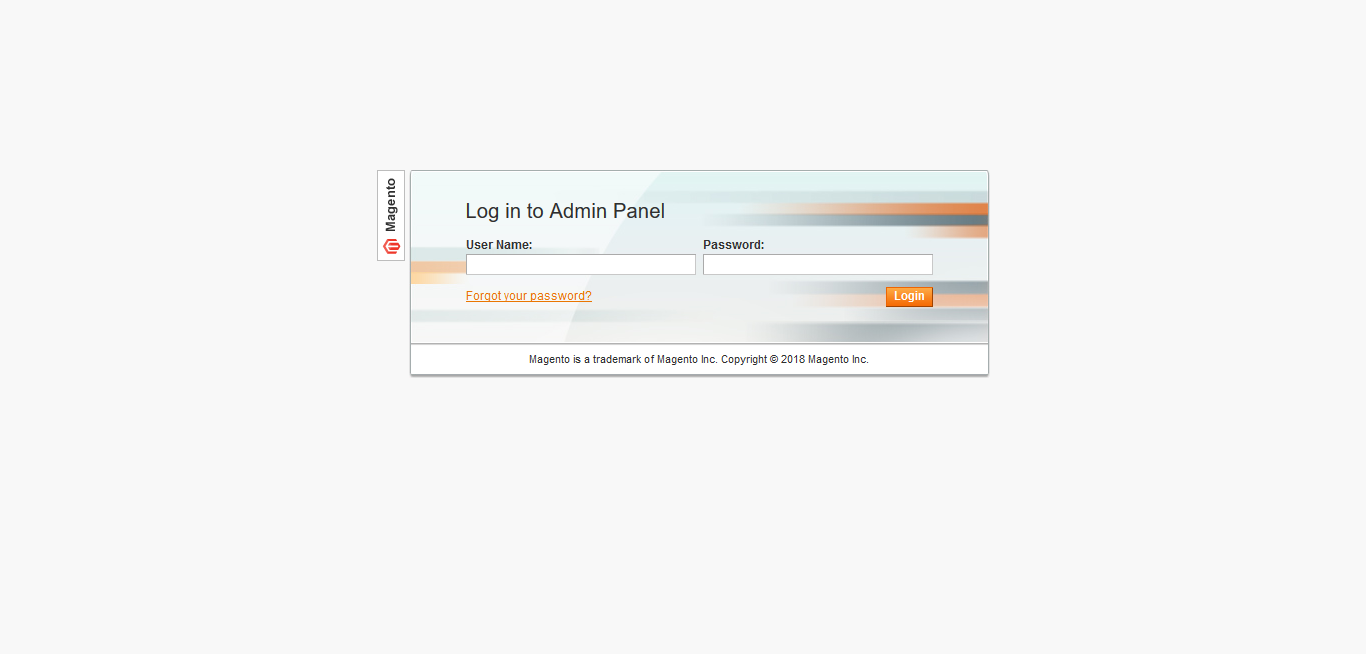 Magento
Log in to Admin Panel
User Name: Password:
Forgot your password? Login
Magento is a trademark of Magento Inc. Copyright © 2018 Magento Inc.